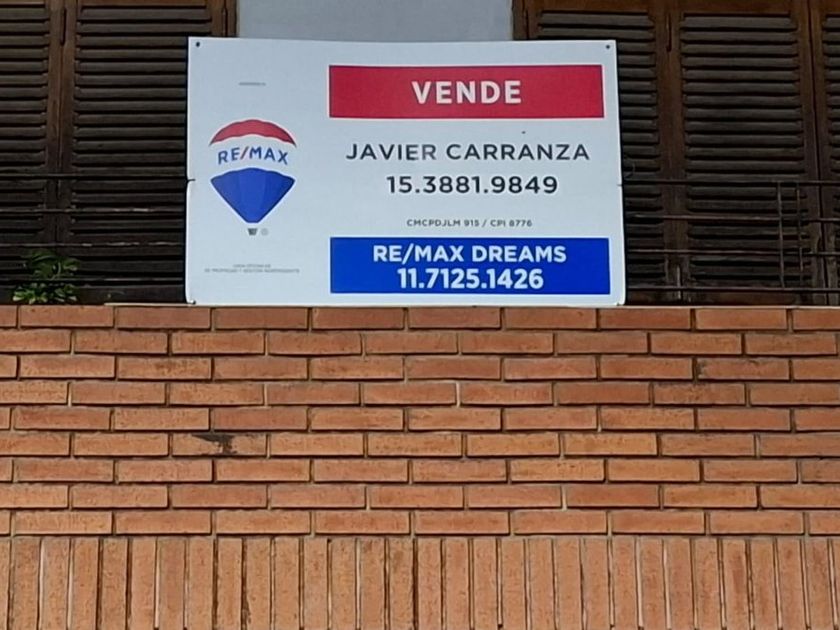 VENDE
RE/MAX
JAVIER CARRANZA
15.3881.9849
CMCPDJLM 915 / CPI 8776
RE/MAX DREAMS
11.7125.1426